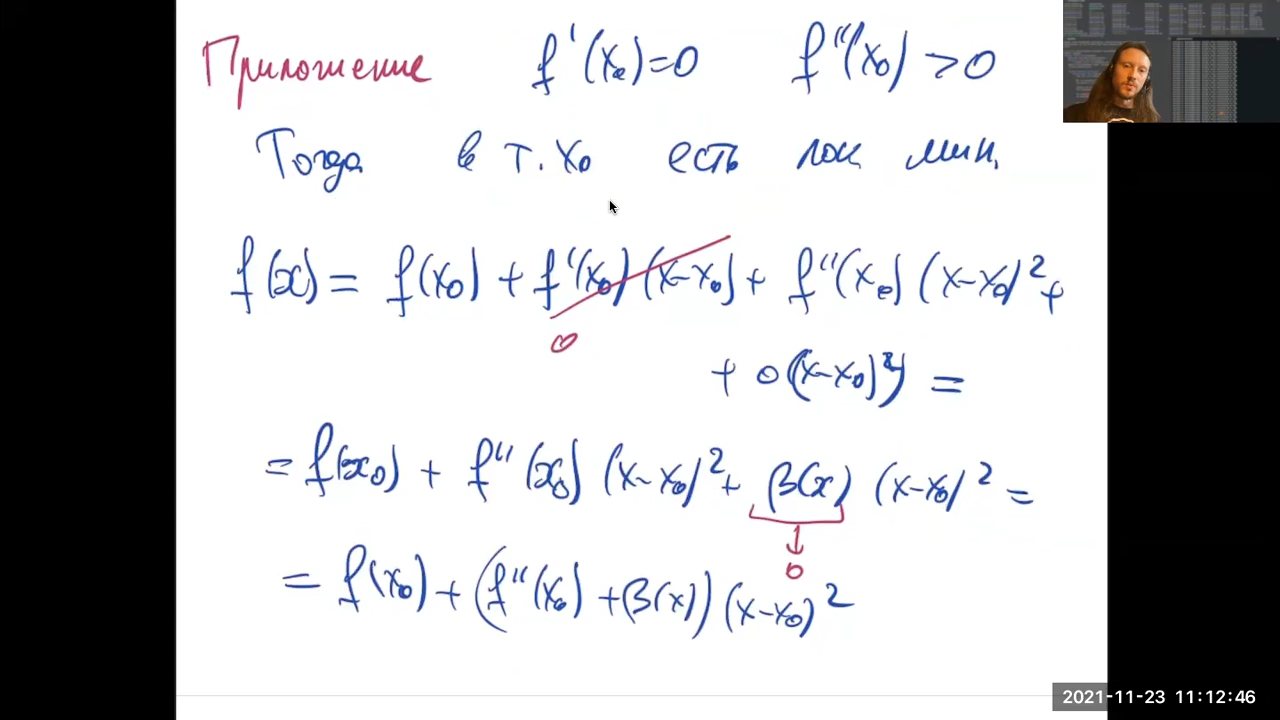 Приложение f'(x₀)=0 f''(x₀) >0
Тогда в т. x₀ есть лок мин.
f(x) = f(x₀) + f'(x₀)(x-x₀) + f''(x₀)(x-x₀)² +
0
+ o((x-x₀)²) =
= f(x₀) + f''(x₀)(x-x₀)² + β(x)(x-x₀)² =
↓
0
= f(x₀) + (f''(x₀) + β(x))(x-x₀)²
2021-11-23 11:12:46